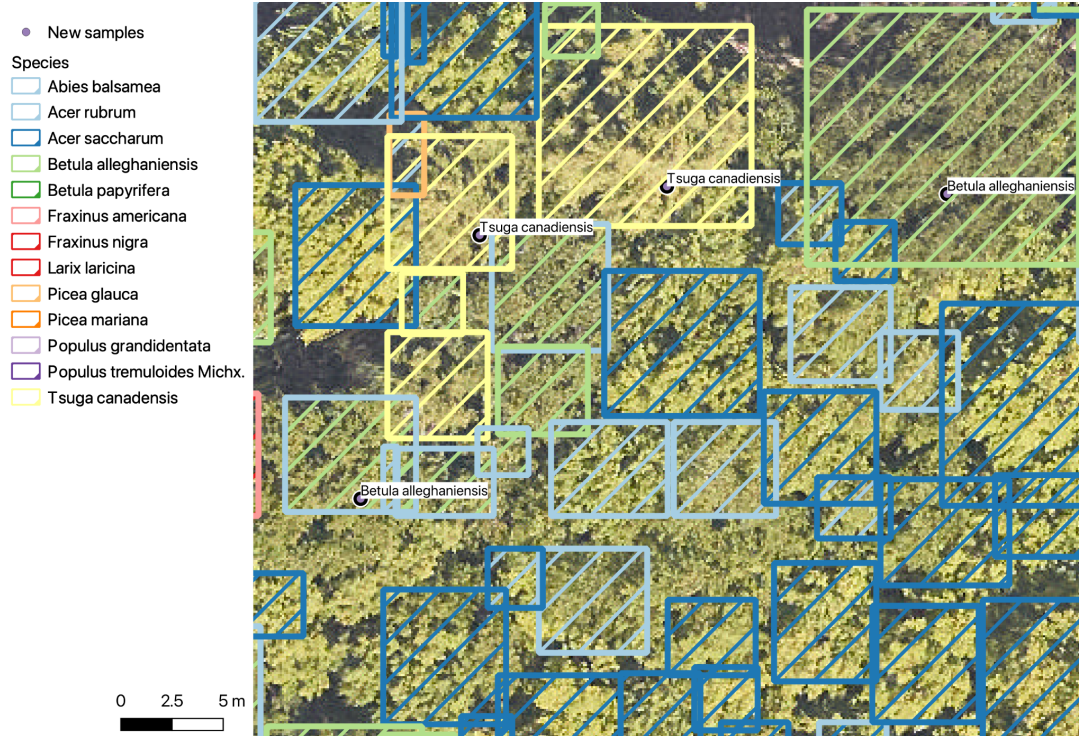 New samples
Species
Abies balsamea
Acer rubrum
Acer saccharum
Betula alleghaniensis
Betula papyrifera
Fraxinus americana
Fraxinus nigra
Larix laricina
Picea glauca
Picea mariana
Populus grandidentata
Populus tremuloides Michx.
Tsuga canadensis
0 2.5 5 m
Tsuga canadiensis
Betula alleghaniensis
Tsuga canadiensis
Betula alleghaniensis